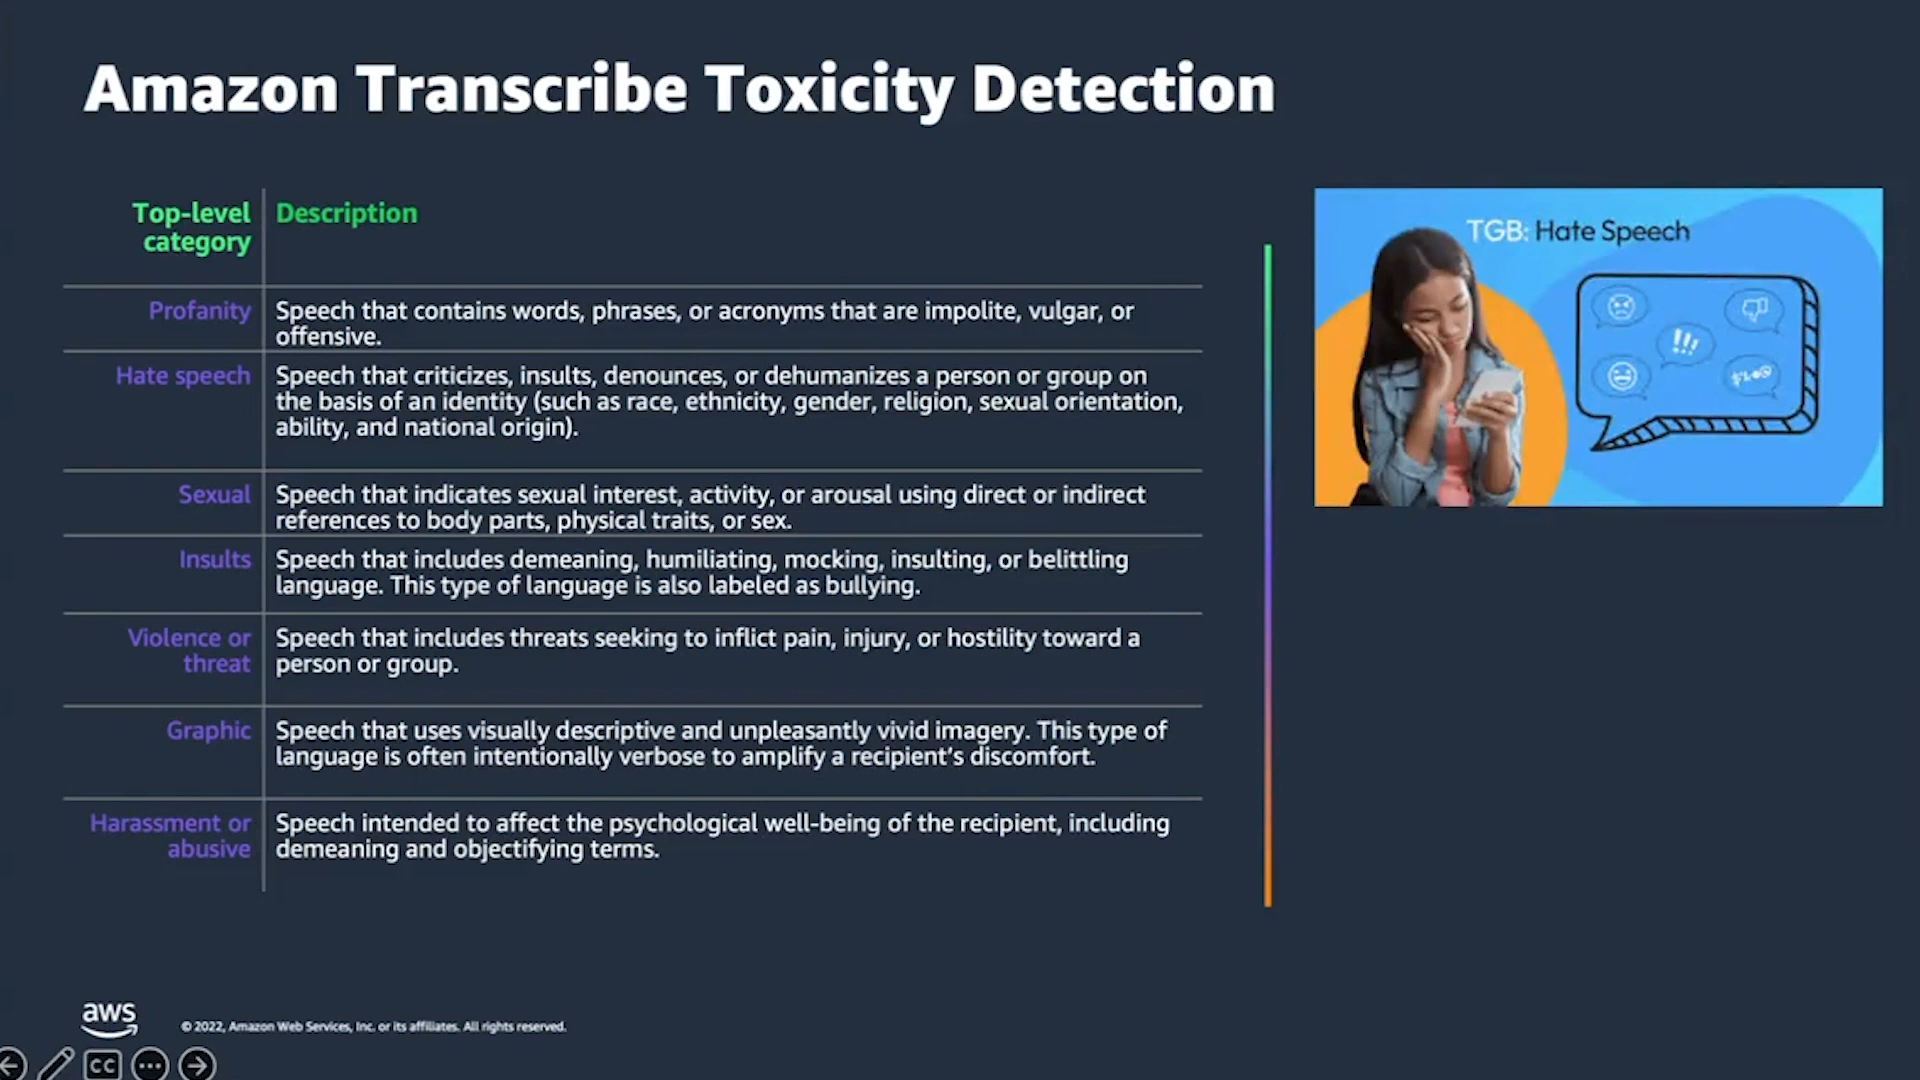 Amazon Transcribe Toxicity Detection
Top-level
category
Description
Profanity
Speech that contains words, phrases, or acronyms that are impolite, vulgar, or
offensive.
Hate speech
Speech that criticizes, insults, denounces, or dehumanizes a person or group on
the basis of an identity (such as race, ethnicity, gender, religion, sexual orientation,
ability, and national origin).
Sexual
Speech that indicates sexual interest, activity, or arousal using direct or indirect
references to body parts, physical traits, or sex.
Insults
Speech that includes demeaning, humiliating, mocking, insulting, or belittling
language. This type of language is also labeled as bullying.
Violence or
threat
Speech that includes threats seeking to inflict pain, injury, or hostility toward a
person or group.
Graphic
Speech that uses visually descriptive and unpleasantly vivid imagery. This type of
language is often intentionally verbose to amplify a recipient’s discomfort.
Harassment or
abusive
Speech intended to affect the psychological well-being of the recipient, including
demeaning and objectifying terms.
TGB: Hate Speech
!!!
aws
© 2022, Amazon Web Services, Inc. or its affiliates. All rights reserved.
CC